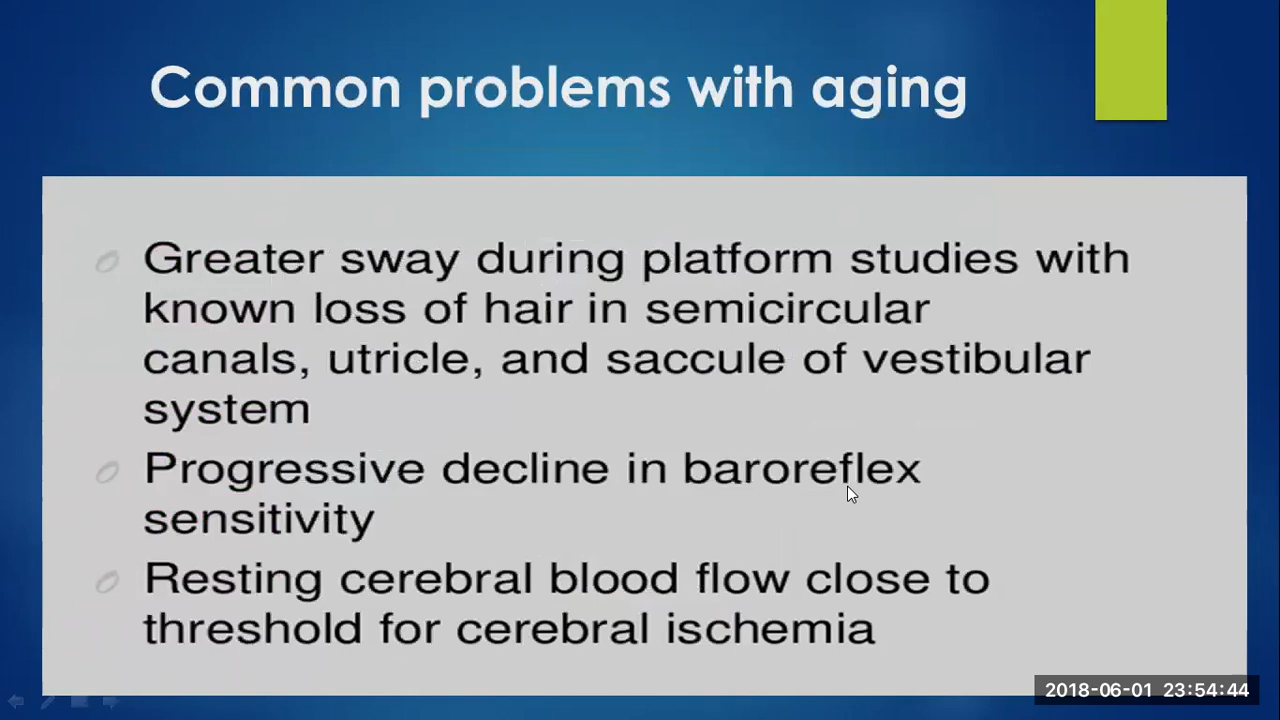 Common problems with aging
Greater sway during platform studies with
known loss of hair in semicircular
canals, utricle, and saccule of vestibular
system
Progressive decline in baroreflex
sensitivity
Resting cerebral blood flow close to
threshold for cerebral ischemia
2018-06-01 23:54:44